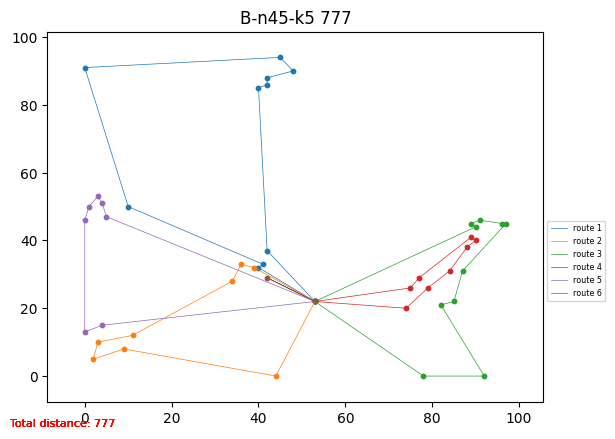 B-n45-k5 777
100
80
60
40
20
0
0 20 40 60 80 100
route 1
route 2
route 3
route 4
route 5
route 6
Total distance: 777